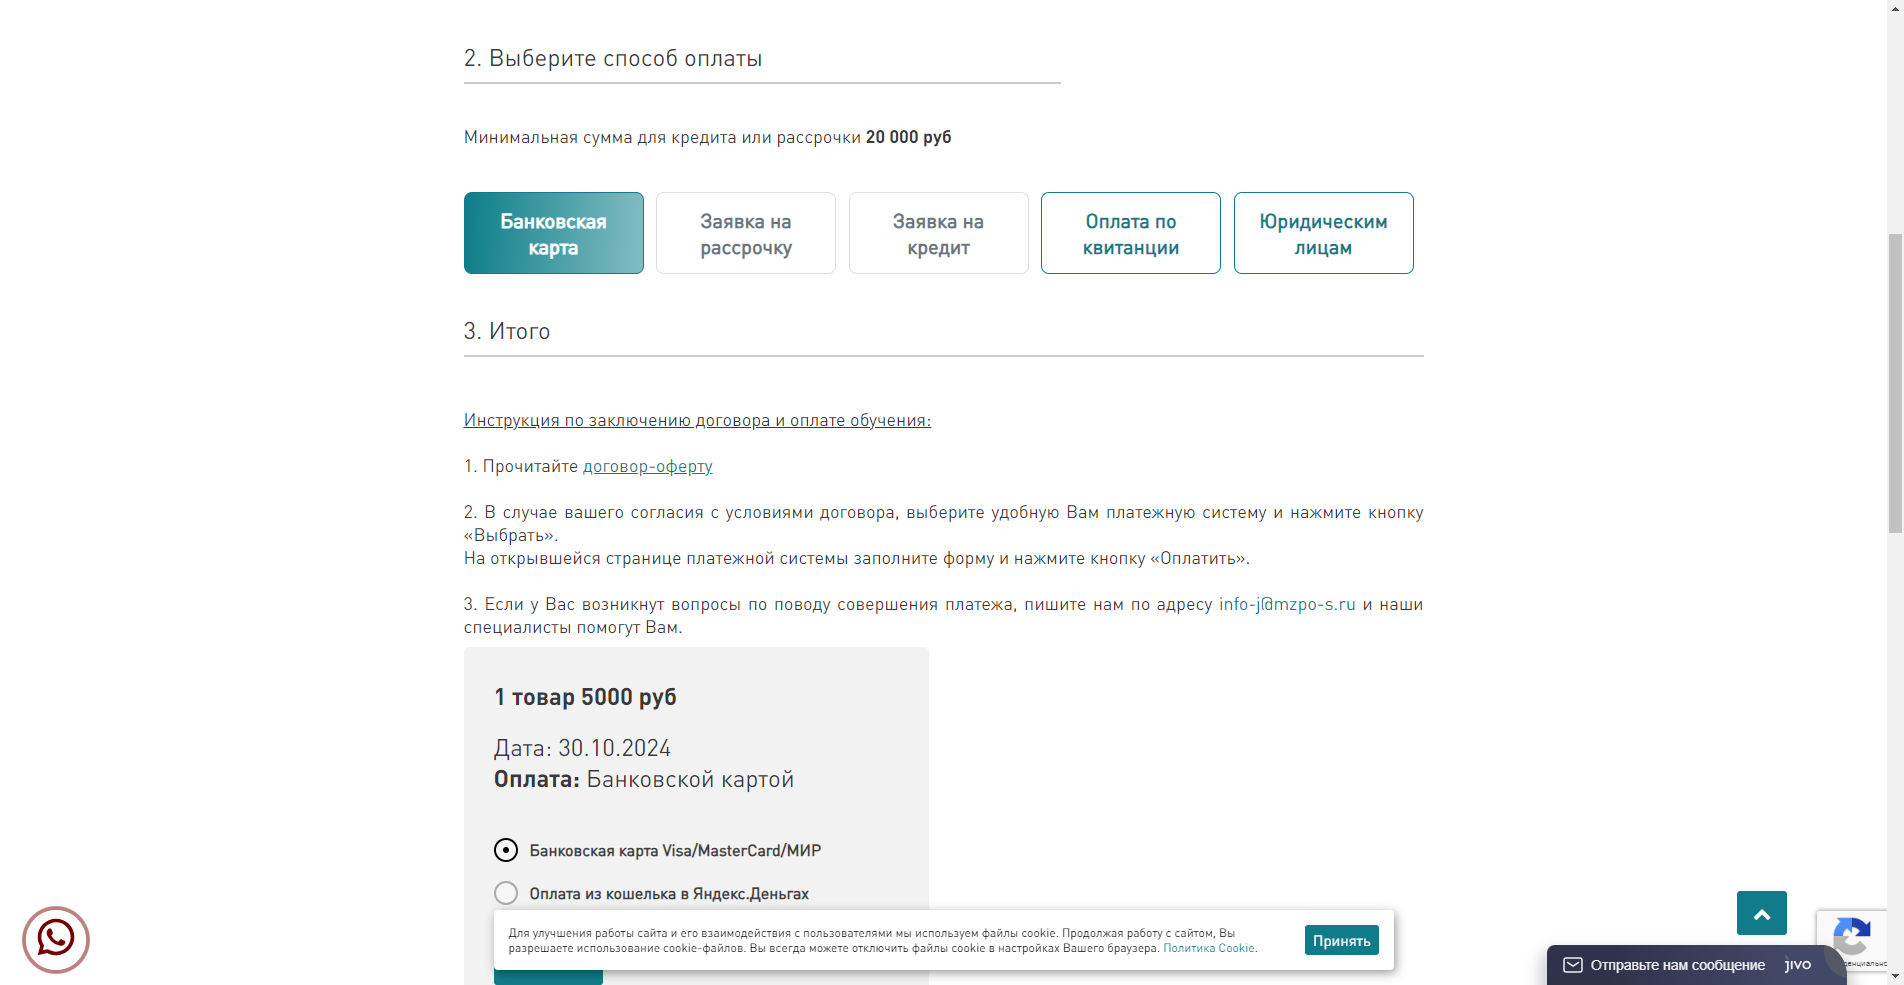 2. Выберите способ оплаты
Минимальная сумма для кредита или рассрочки 20 000 руб
Банковская
карта
Заявка на
рассрочку
Заявка на
кредит
Оплата по
квитанции
Юридическим
лицам
3. Итого
Инструкция по заключению договора и оплате обучения:
1. Прочитайте договор-оферту
2. В случае вашего согласия с условиями договора, выберите удобную Вам платежную систему и нажмите кнопку
«Выбрать».
На открывшейся странице платежной системы заполните форму и нажмите кнопку «Оплатить».
3. Если у Вас возникнут вопросы по поводу совершения платежа, пишите нам по адресу info-j@mzpo-s.ru и наши
специалисты помогут Вам.
1 товар 5000 руб
Дата: 30.10.2024
Оплата: Банковской картой
Банковская карта Visa/MasterCard/МИР
Оплата из кошелька в Яндекс.Деньгах
Для улучшения работы сайта и его взаимодействия с пользователями мы используем файлы cookie. Продолжая работу с сайтом, Вы
разрешаете использование cookie-файлов. Вы всегда можете отключить файлы cookie в настройках Вашего браузера. Политика Cookie.
Принять
Отправьте нам сообщение
jivo